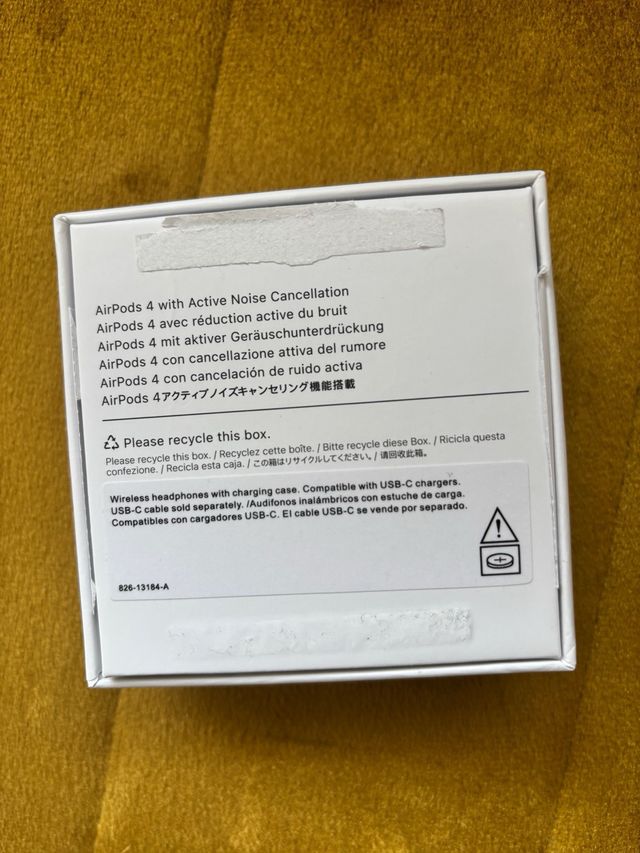 AirPods 4 with Active Noise Cancellation
AirPods 4 avec réduction active du bruit
AirPods 4 mit aktiver Geräuschunterdrückung
AirPods 4 con cancellazione attiva del rumore
AirPods 4 con cancelación de ruido activa
AirPods 4アクティブノイズキャンセリング機能搭載
Please recycle this box.
Please recycle this box. / Recyclez cette boîte. / Bitte recycle diese Box. / Ricicla questa
confezione. / Recicla esta caja. / この箱はリサイクルしてください。/ 请回收此箱。
Wireless headphones with charging case. Compatible with USB-C chargers.
USB-C cable sold separately. /Audífonos inalámbricos con estuche de carga.
Compatibles con cargadores USB-C. El cable USB-C se vende por separado.
826-13184-A